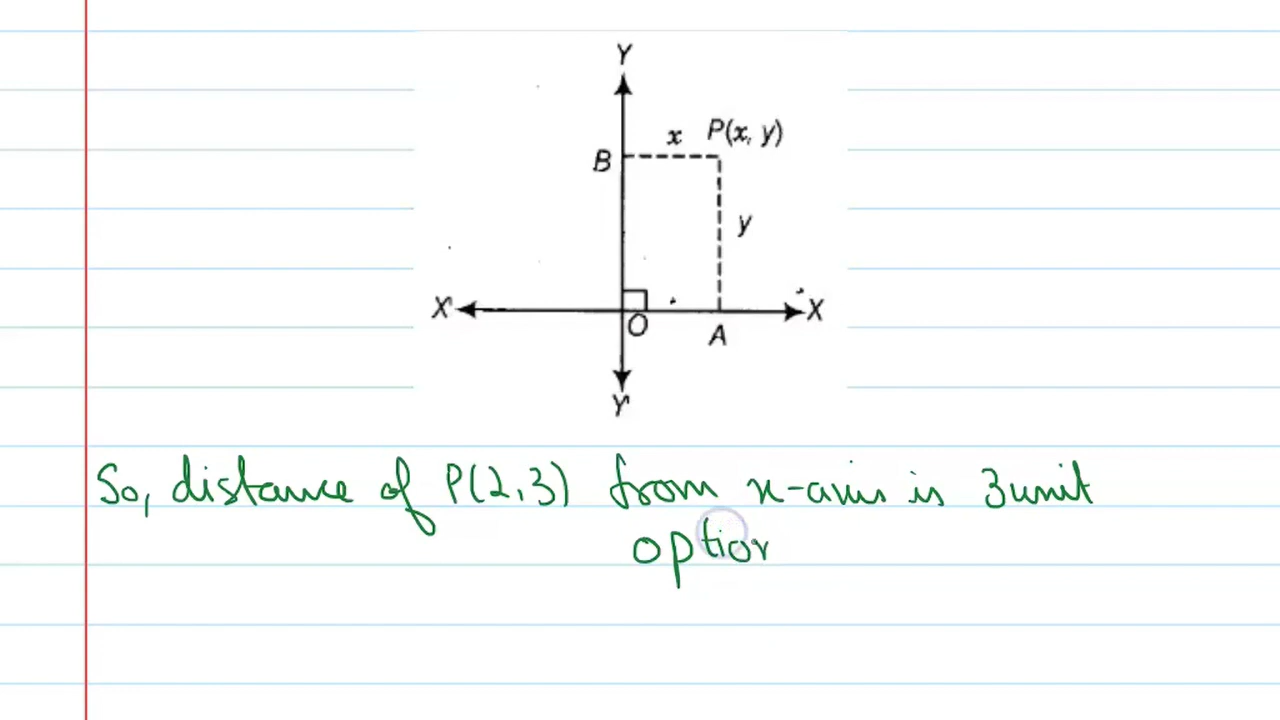 Y
x P(x, y)
B
y
X' O A X
Y'
So, distance of P(2,3) from x-axis is 3unit
option